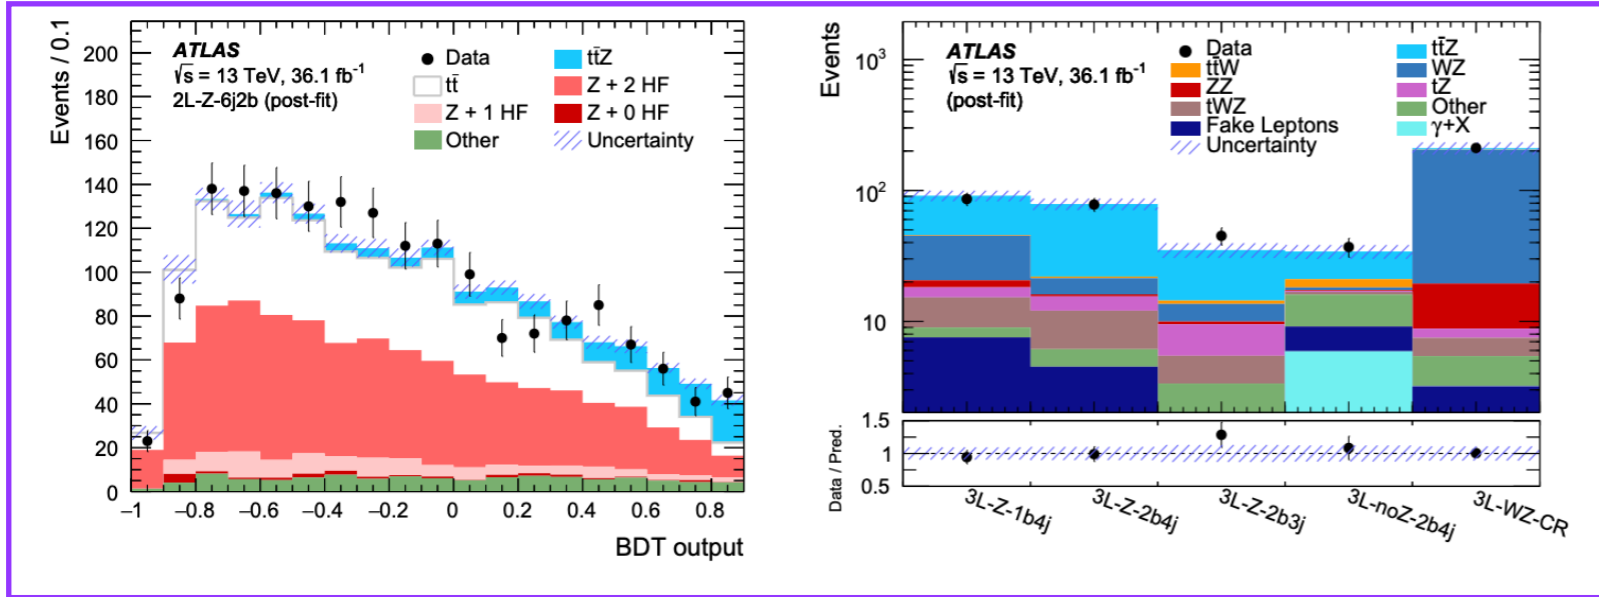 Events / 0.1
200
180
160
140
120
100
80
60
40
20
0
ATLAS
√s = 13 TeV, 36.1 fb⁻¹
2L-Z-6j2b (post-fit)
Data
tt̄
Z + 1 HF
Other
tt̄Z
Z + 2 HF
Z + 0 HF
Uncertainty
−1 −0.8 −0.6 −0.4 −0.2 0 0.2 0.4 0.6 0.8
BDT output
Events
10³
10²
10
ATLAS
√s = 13 TeV, 36.1 fb⁻¹
(post-fit)
Data
tt̄W
ZZ
tWZ
Fake Leptons
Uncertainty
tt̄Z
WZ
tZ
Other
γ+X
Data / Pred.
1.5
1
0.5
3L-Z-1b4j
3L-Z-2b4j
3L-Z-2b3j
3L-noZ-2b4j
3L-WZ-CR